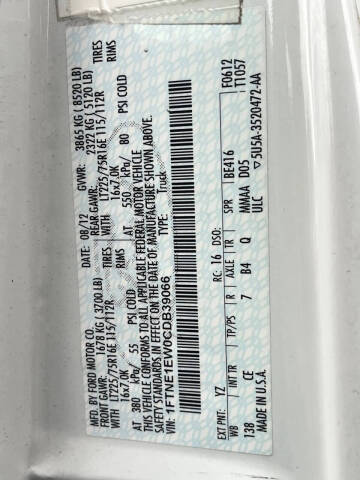 MFD. BY FORD MOTOR CO.
DATE: 08/12 GVWR: 3865 KG ( 8520 LB)
FRONT GAWR: 1678 KG (3700 LB) REAR GAWR: 2322 KG ( 5120 LB)
WITH LT225/75R16E 115/112R TIRES WITH LT225/75R16E 115/112R TIRES
16x7.0K RIMS 16x7.0K RIMS
AT 380 kPa/ 55 PSI COLD AT 550 kPa/ 80 PSI COLD
THIS VEHICLE CONFORMS TO ALL APPLICABLE FEDERAL MOTOR VEHICLE
SAFETY STANDARDS IN EFFECT ON THE DATE OF MANUFACTURE SHOWN ABOVE.
VIN: 1FTNE1EW0CDB39066 TYPE: Truck
F0612
T1057
EXT PNT: YZ RC: 16 DSO: BE416
WB INT TR TP/PS R AXLE TR SPR
138 CE 7 B4 Q MMAA D05
MADE IN U.S.A. ULC 5U5A-3520472-AA